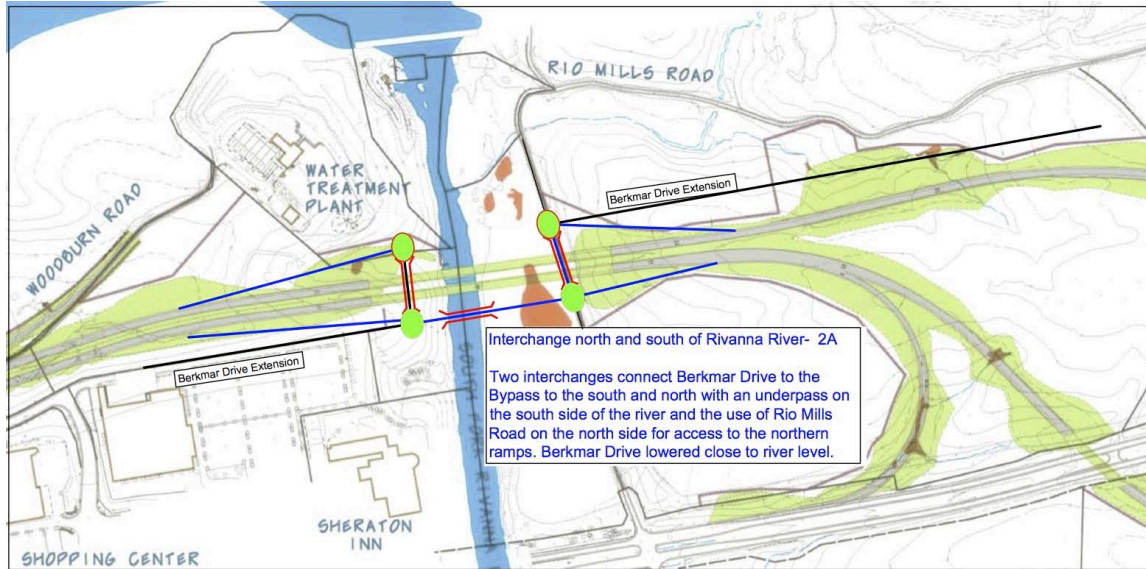 RIO MILLS ROAD
WATER
TREATMENT
PLANT
WOODBURN ROAD
Berkmar Drive Extension
Berkmar Drive Extension
SOUTH FORK RIVANNA
Interchange north and south of Rivanna River- 2A
Two interchanges connect Berkmar Drive to the
Bypass to the south and north with an underpass on
the south side of the river and the use of Rio Mills
Road on the north side for access to the northern
ramps. Berkmar Drive lowered close to river level.
SHERATON
INN
SHOPPING CENTER